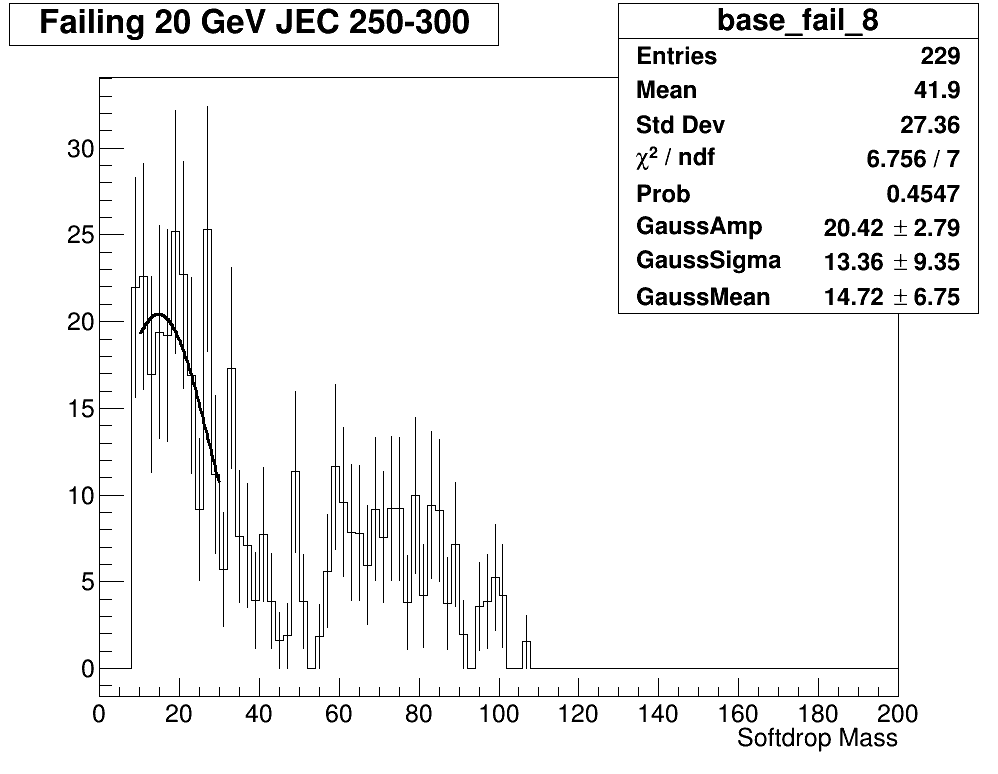 Failing 20 GeV JEC 250-300
base_fail_8
Entries 229
Mean 41.9
Std Dev 27.36
χ² / ndf 6.756 / 7
Prob 0.4547
GaussAmp 20.42 ± 2.79
GaussSigma 13.36 ± 9.35
GaussMean 14.72 ± 6.75
30
25
20
15
10
5
0
0 20 40 60 80 100 120 140 160 180 200
Softdrop Mass